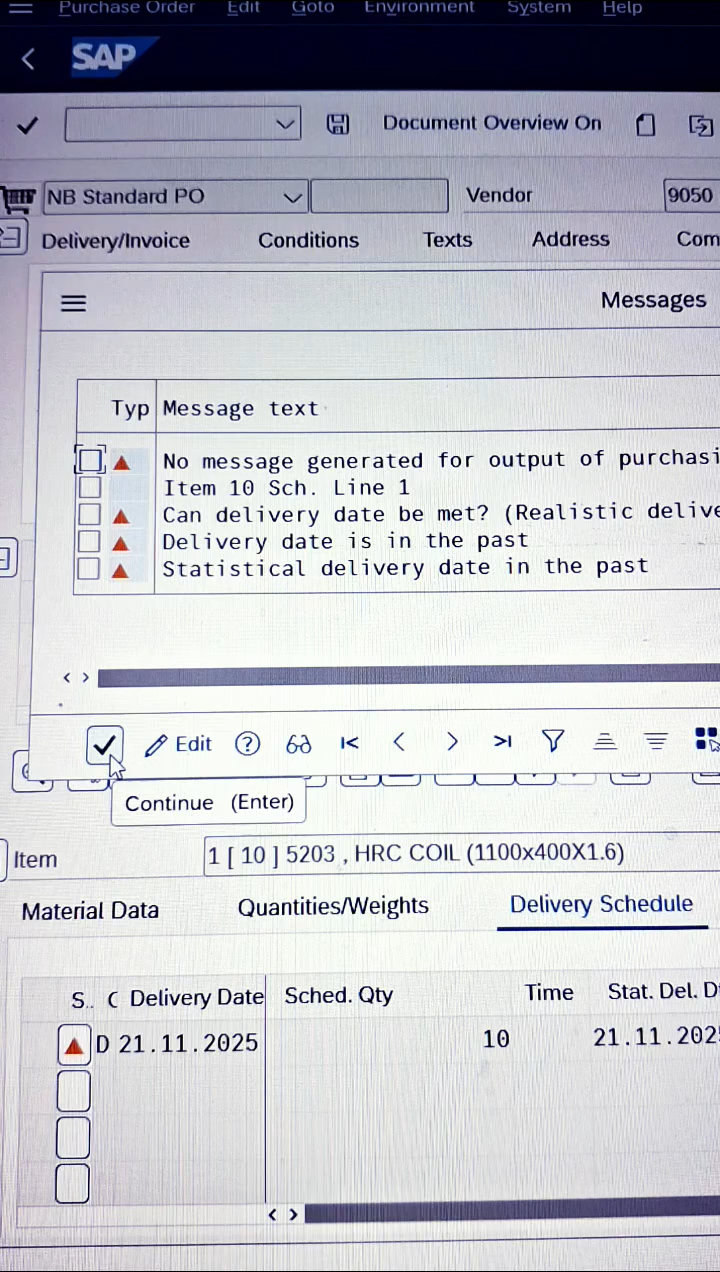 Purchase Order Edit Goto Environment System Help
SAP
Document Overview On
NB Standard PO Vendor 9050
Delivery/Invoice Conditions Texts Address Com
Messages
Typ Message text
No message generated for output of purchasi
Item 10 Sch. Line 1
Can delivery date be met? (Realistic delive
Delivery date is in the past
Statistical delivery date in the past
Edit
Continue (Enter)
Item 1 [ 10 ] 5203 , HRC COIL (1100x400X1.6)
Material Data Quantities/Weights Delivery Schedule
S.. C Delivery Date Sched. Qty Time Stat. Del. D
D 21.11.2025 10 21.11.202